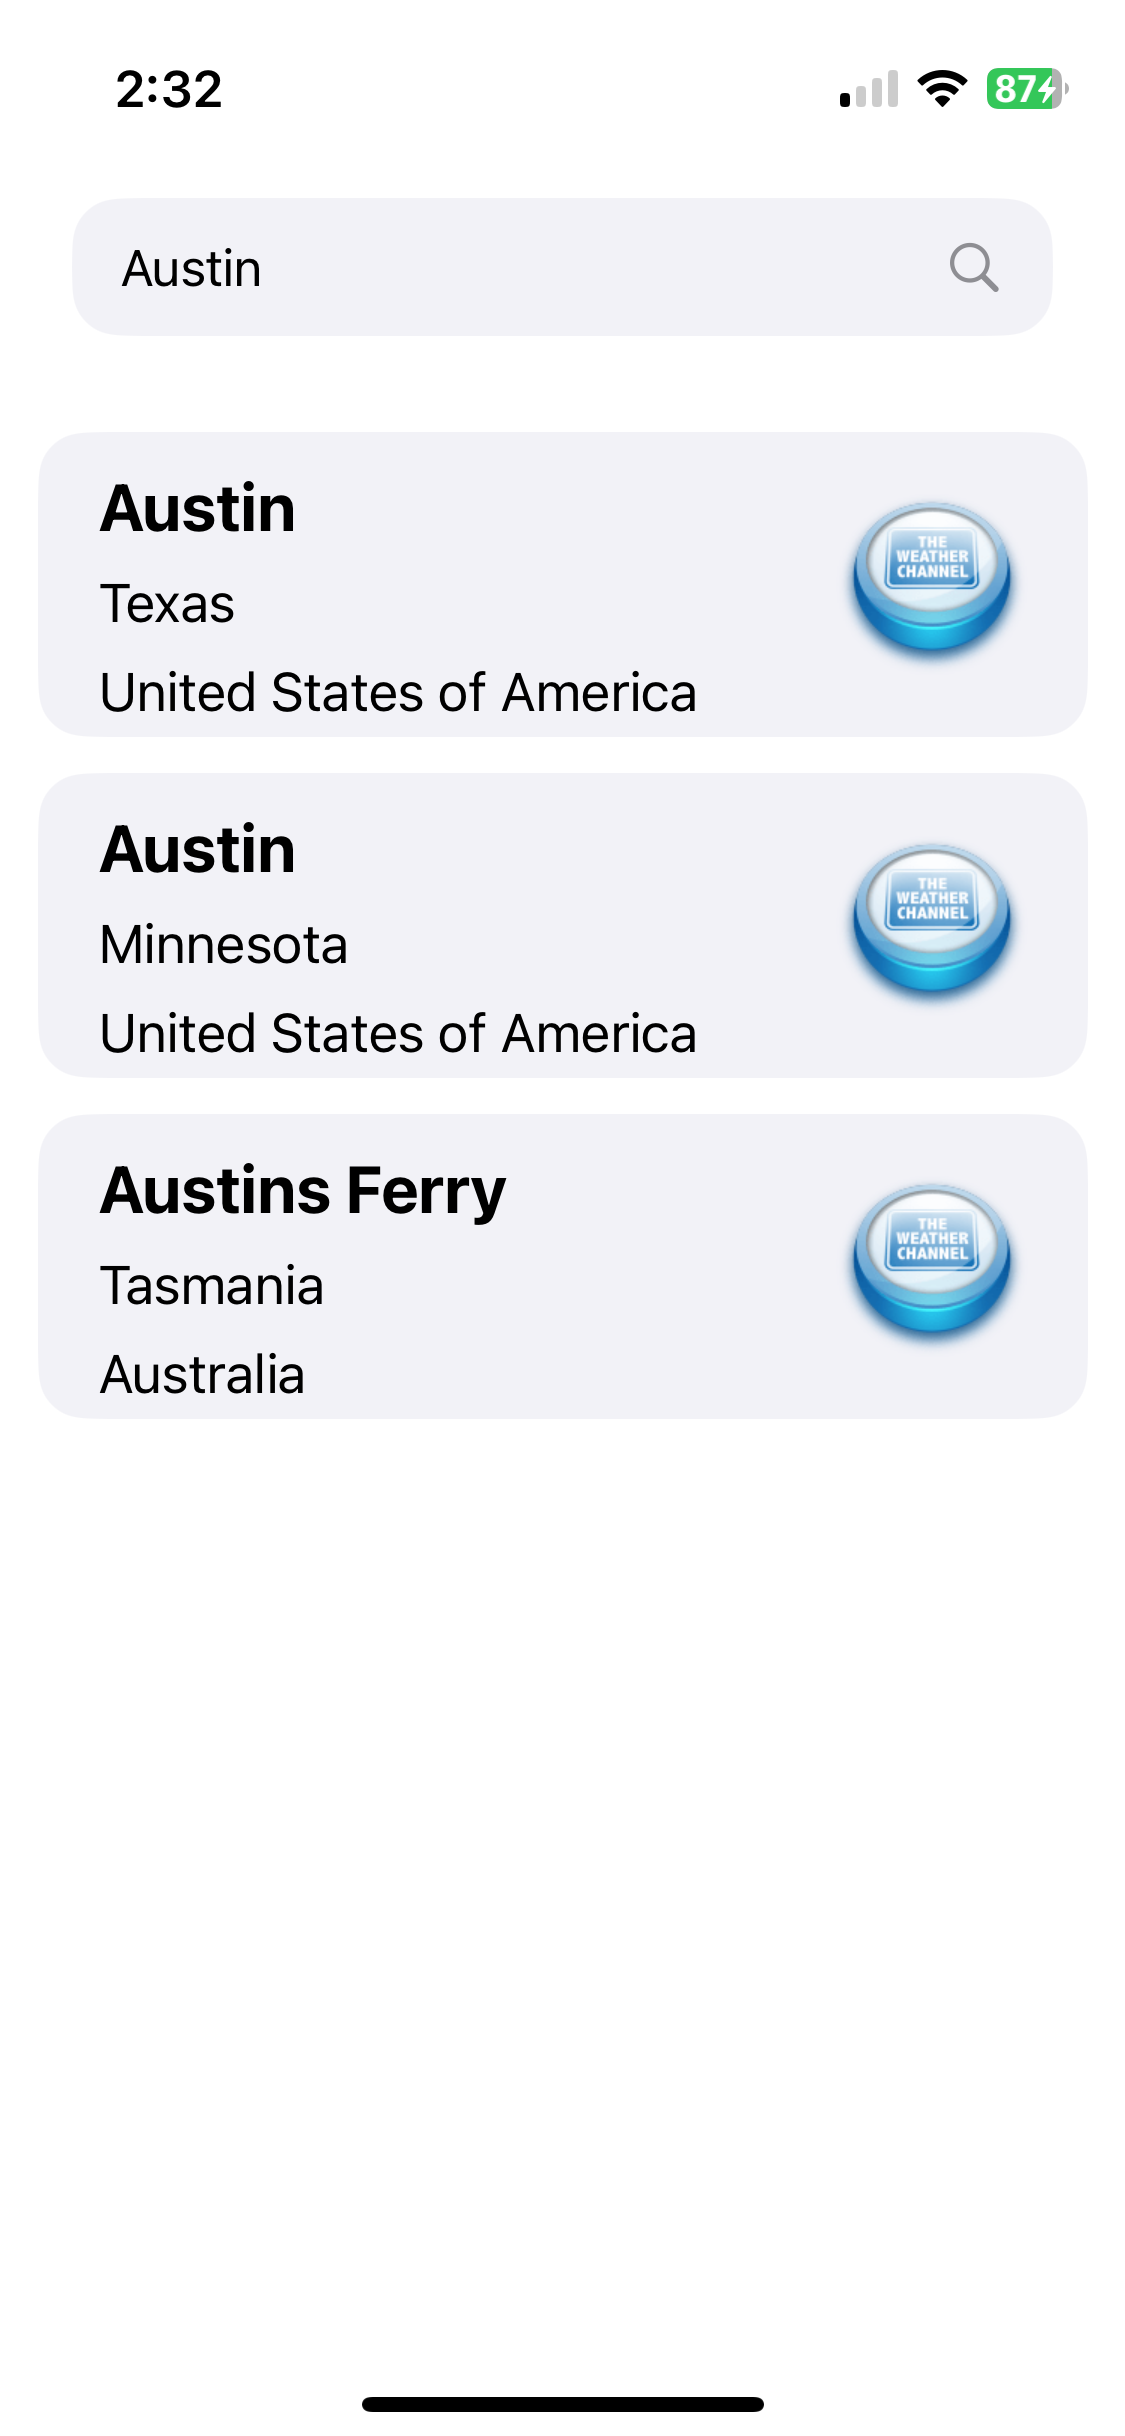 2:32
87
Austin
Austin
Texas
United States of America
THE
WEATHER
CHANNEL
Austin
Minnesota
United States of America
THE
WEATHER
CHANNEL
Austins Ferry
Tasmania
Australia
THE
WEATHER
CHANNEL